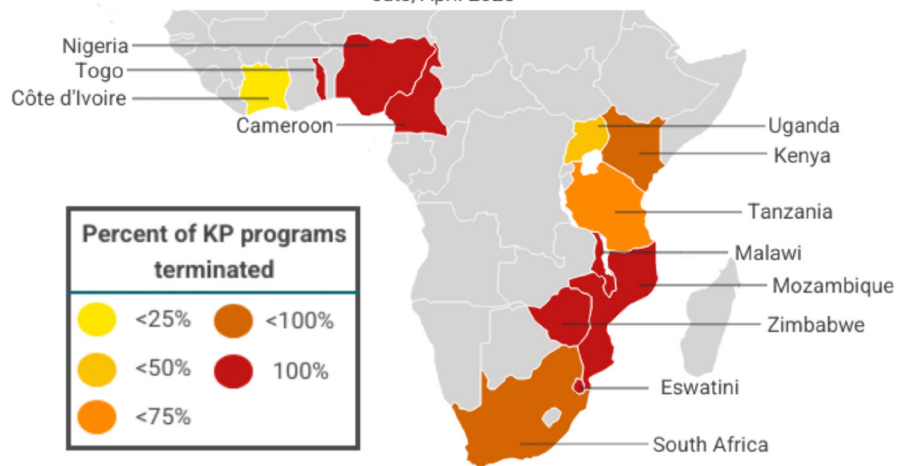 Nigeria
Togo
Côte d'Ivoire
Cameroon
Uganda
Kenya
Tanzania
Malawi
Mozambique
Zimbabwe
Eswatini
South Africa
Percent of KP programs
terminated
<25% <100%
<50% 100%
<75%